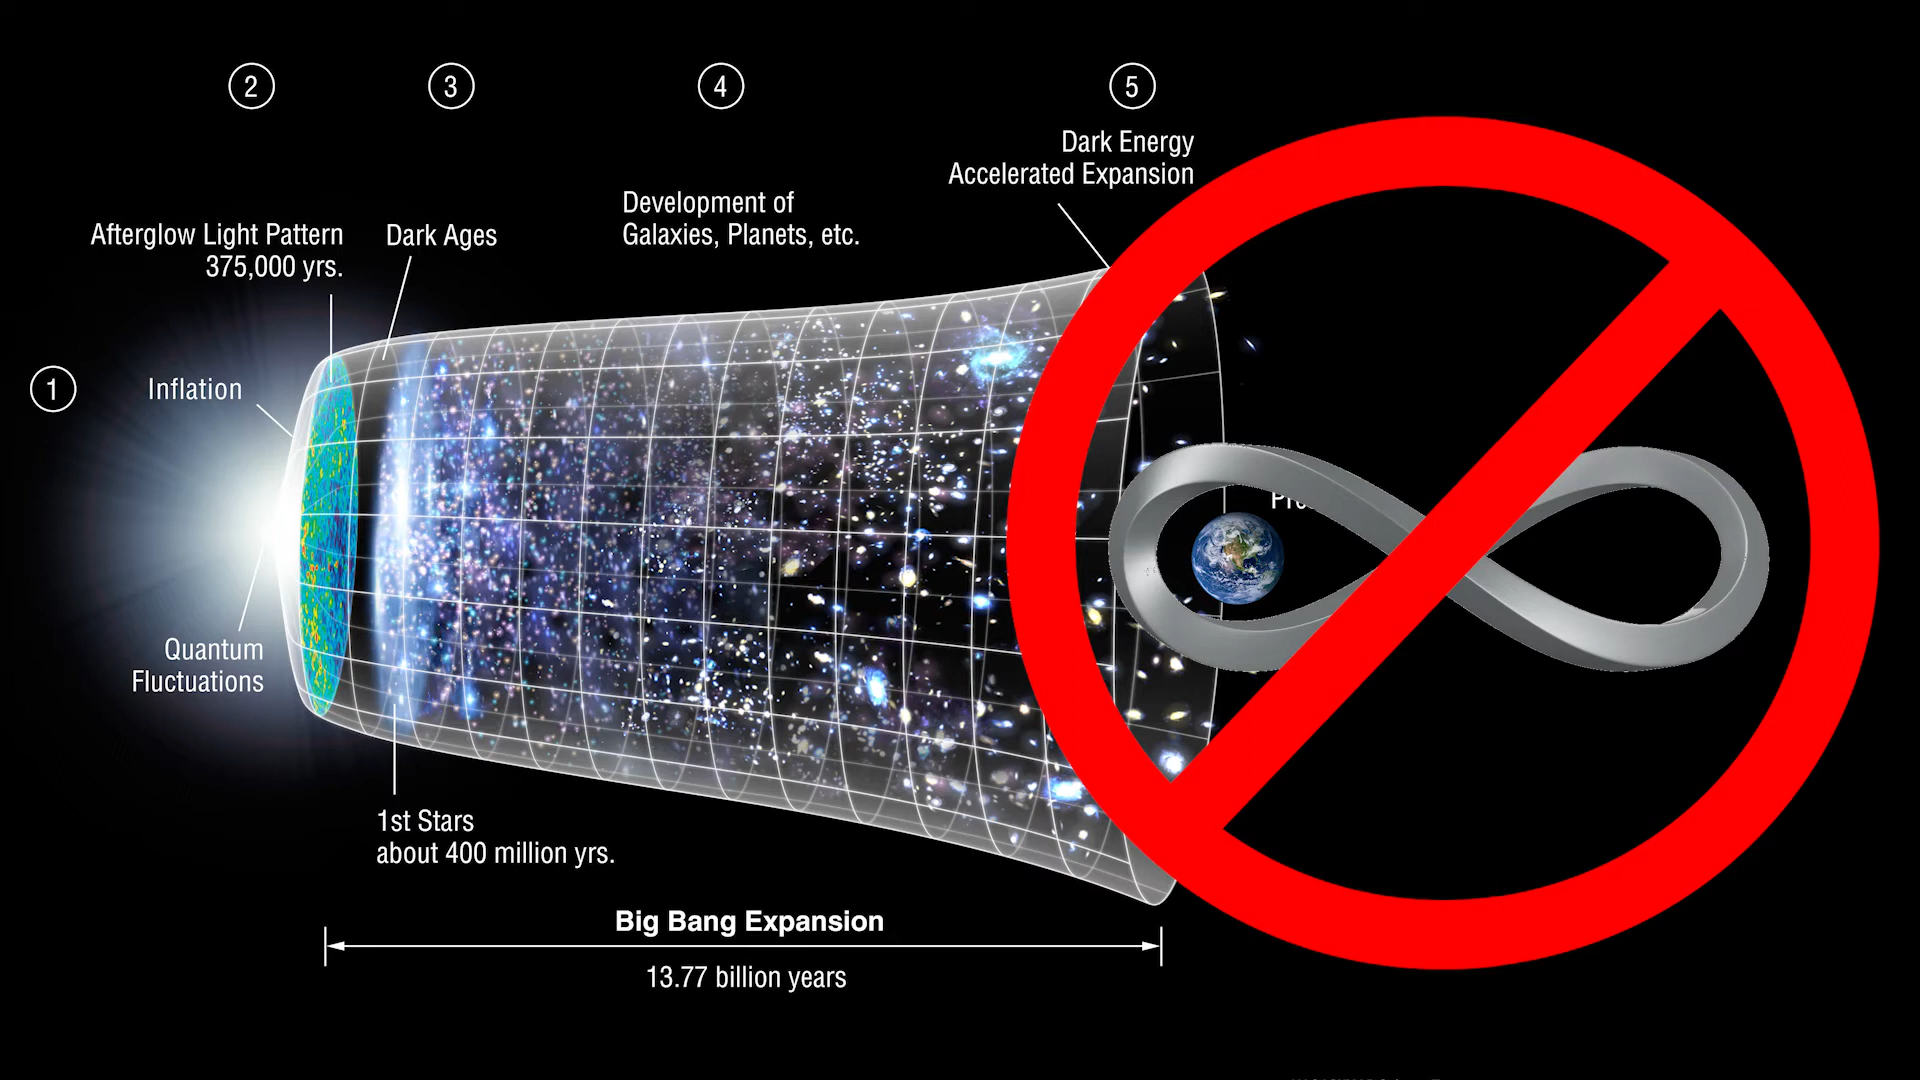 2
3
4
5
Dark Energy
Accelerated Expansion
Development of
Galaxies, Planets, etc.
Afterglow Light Pattern
375,000 yrs.
Dark Ages
1
Inflation
Quantum
Fluctuations
1st Stars
about 400 million yrs.
Big Bang Expansion
13.77 billion years